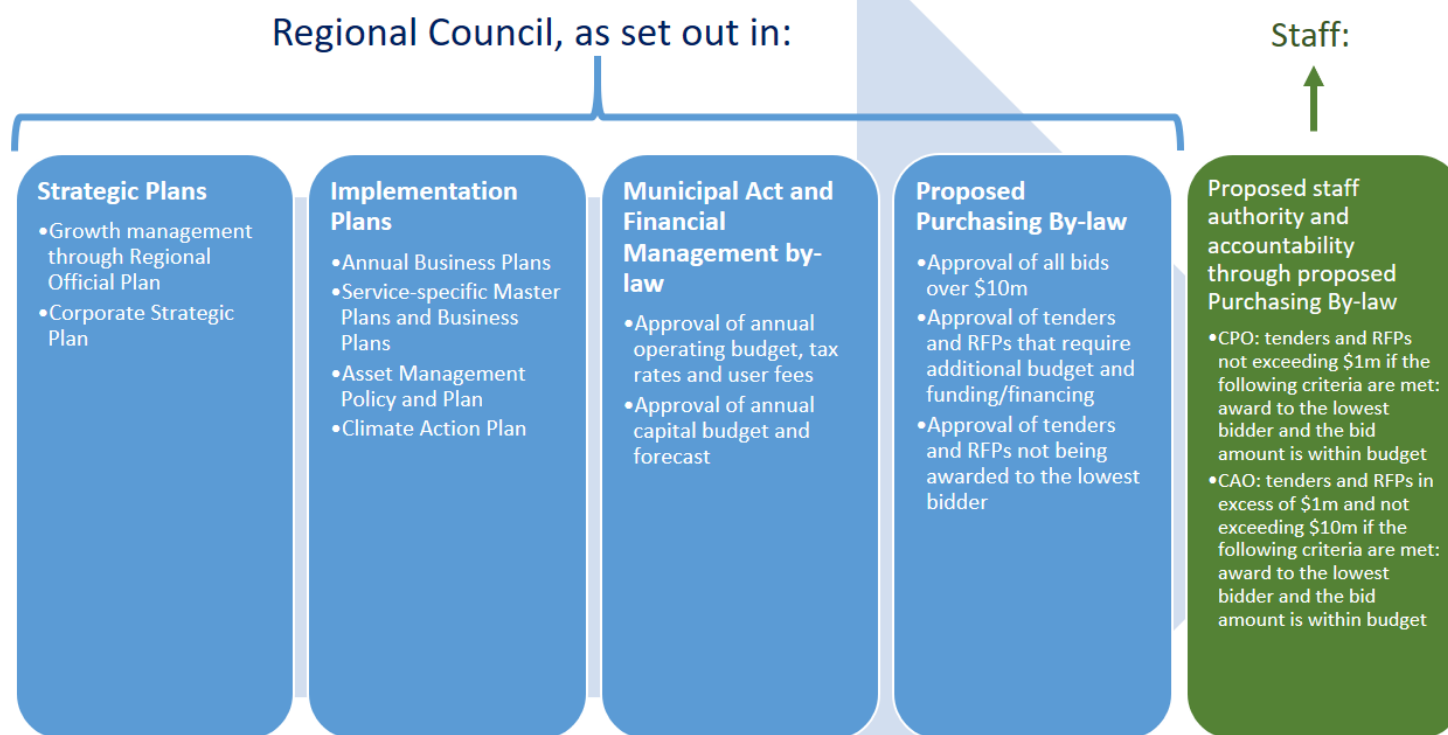 Regional Council, as set out in:
Staff:
Strategic Plans
•Growth management
through Regional
Official Plan
•Corporate Strategic
Plan
Implementation
Plans
•Annual Business Plans
•Service-specific Master
Plans and Business
Plans
•Asset Management
Policy and Plan
•Climate Action Plan
Municipal Act and
Financial
Management by-
law
•Approval of annual
operating budget, tax
rates and user fees
•Approval of annual
capital budget and
forecast
Proposed
Purchasing By-law
•Approval of all bids
over $10m
•Approval of tenders
and RFPs that require
additional budget and
funding/financing
•Approval of tenders
and RFPs not being
awarded to the lowest
bidder
Proposed staff
authority and
accountability
through proposed
Purchasing By-law
•CPO: tenders and RFPs
not exceeding $1m if the
following criteria are met:
award to the lowest
bidder and the bid
amount is within budget
•CAO: tenders and RFPs in
excess of $1m and not
exceeding $10m if the
following criteria are met:
award to the lowest
bidder and the bid
amount is within budget